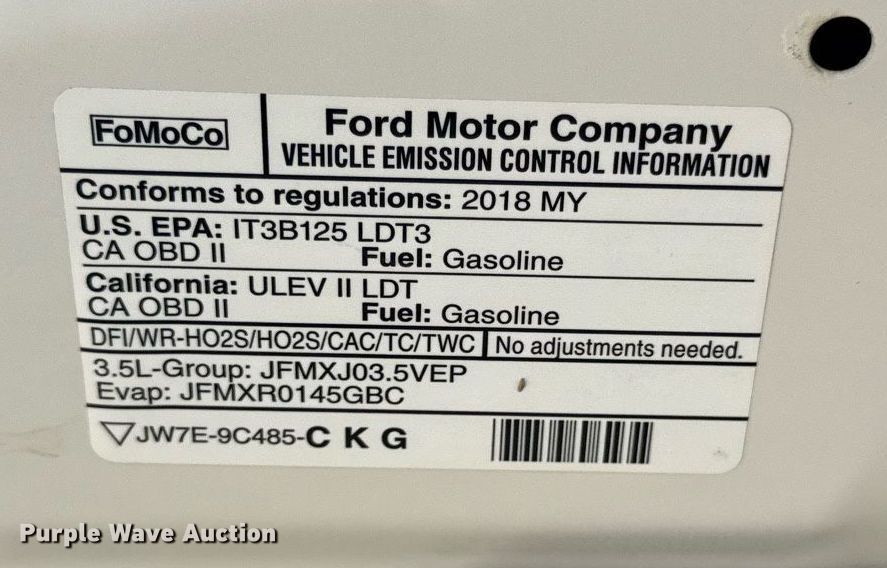 FoMoCo
Ford Motor Company
VEHICLE EMISSION CONTROL INFORMATION
Conforms to regulations: 2018 MY
U.S. EPA: IT3B125 LDT3
CA OBD II Fuel: Gasoline
California: ULEV II LDT
CA OBD II Fuel: Gasoline
DFI/WR-HO2S/HO2S/CAC/TC/TWC No adjustments needed.
3.5L-Group: JFMXJ03.5VEP
Evap: JFMXR0145GBC
JW7E-9C485-C K G
Purple Wave Auction